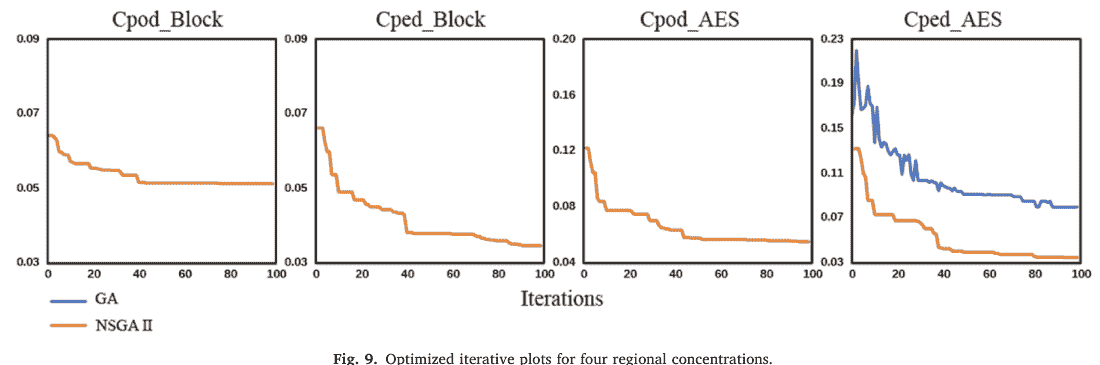 Cpod_Block Cped_Block Cpod_AES Cped_AES
0.09 0.09 0.20 0.23
0.19
0.16
0.07 0.07 0.15
0.12
0.11
0.05 0.05 0.08
0.07
0.03 0.03 0.04 0.03
0 20 40 60 80 100 0 20 40 60 80 100 0 20 40 60 80 100 0 20 40 60 80 100
GA
Iterations
NSGA II
Fig. 9. Optimized iterative plots for four regional concentrations.